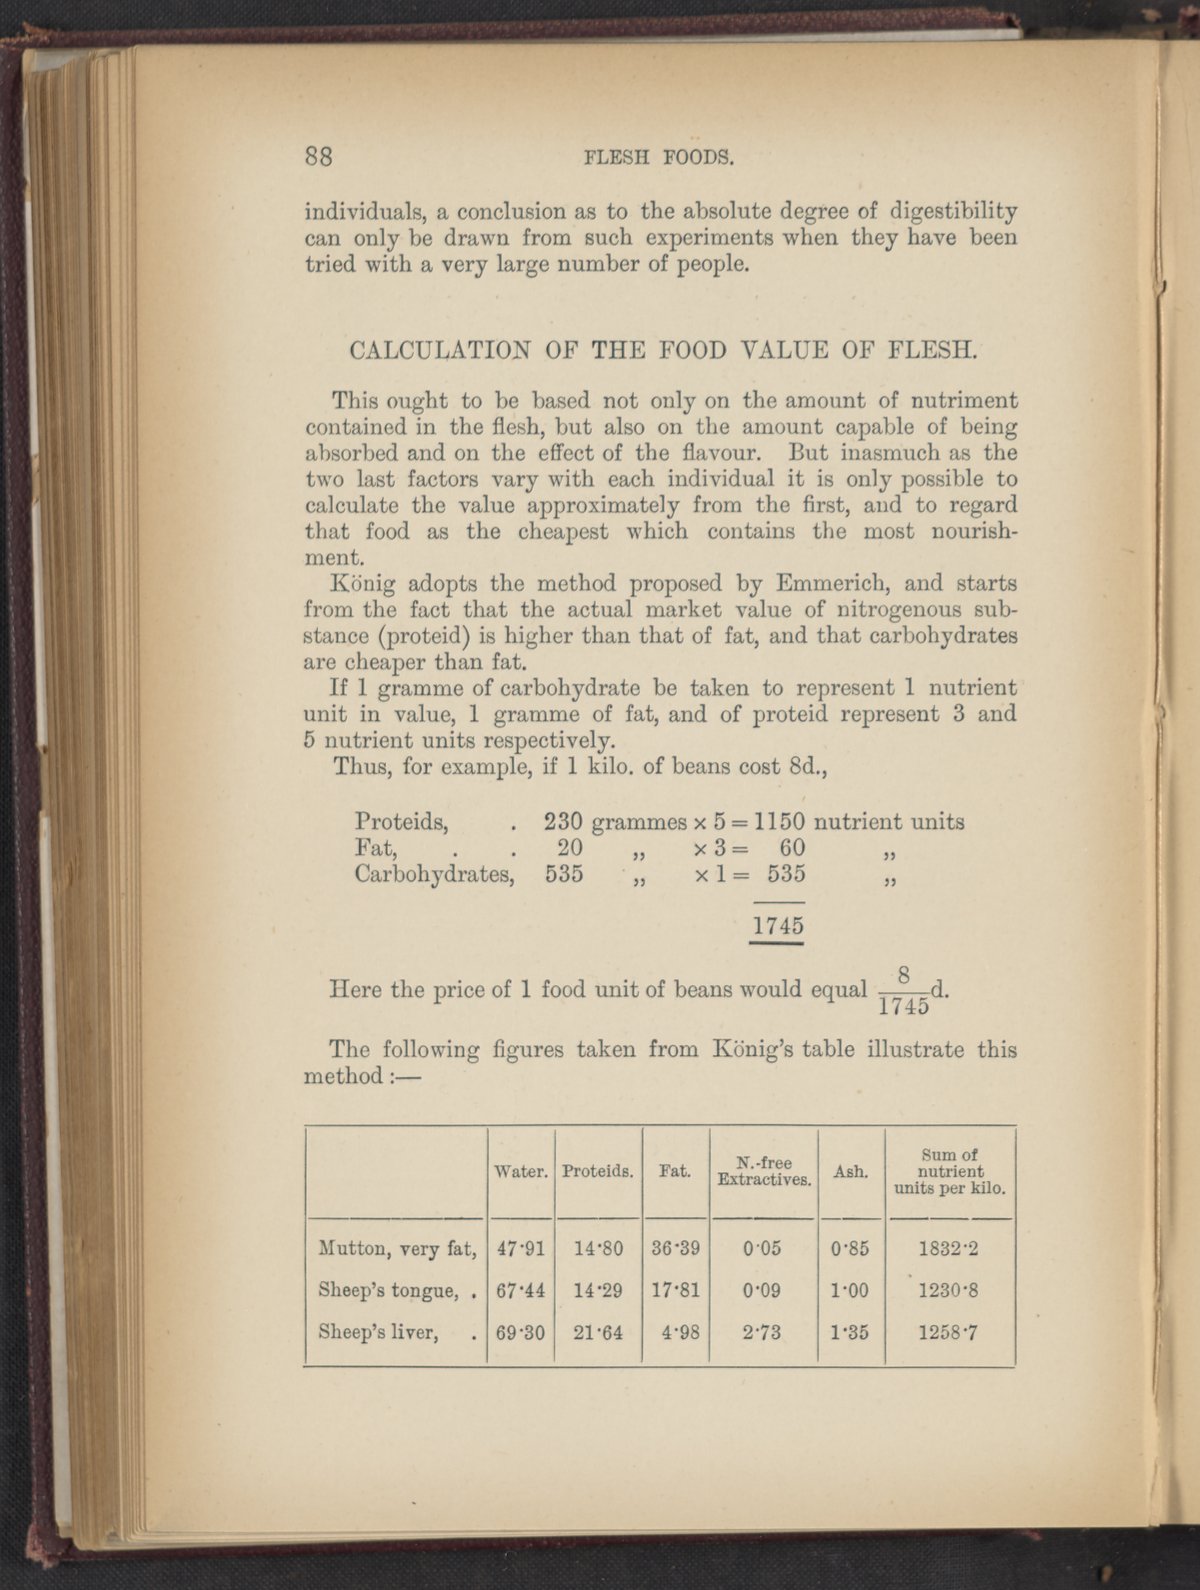 88 FLESH FOODS.
individuals, a conclusion as to the absolute degree of digestibility
can only be drawn from such experiments when they have been
tried with a very large number of people.
CALCULATION OF THE FOOD VALUE OF FLESH.
This ought to be based not only on the amount of nutriment
contained in the flesh, but also on the amount capable of being
absorbed and on the effect of the flavour. But inasmuch as the
two last factors vary with each individual it is only possible to
calculate the value approximately from the first, and to regard
that food as the cheapest which contains the most nourish-
ment.
König adopts the method proposed by Emmerich, and starts
from the fact that the actual market value of nitrogenous sub-
stance (proteid) is higher than that of fat, and that carbohydrates
are cheaper than fat.
If 1 gramme of carbohydrate be taken to represent 1 nutrient
unit in value, 1 gramme of fat, and of proteid represent 3 and
5 nutrient units respectively.
Thus, for example, if 1 kilo. of beans cost 8d.,
Proteids, . 230 grammes × 5 = 1150 nutrient units
Fat, . . 20 „ × 3 = 60 „
Carbohydrates, 535 „ × 1 = 535 „
1745
Here the price of 1 food unit of beans would equal 8/1745 d.
The following figures taken from König's table illustrate this
method :—
Water. Proteids. Fat. N.-free Extractives. Ash. Sum of nutrient units per kilo.
Mutton, very fat, 47·91 14·80 36·39 0·05 0·85 1832·2
Sheep's tongue, . 67·44 14·29 17·81 0·09 1·00 1230·8
Sheep's liver, . 69·30 21·64 4·98 2·73 1·35 1258·7